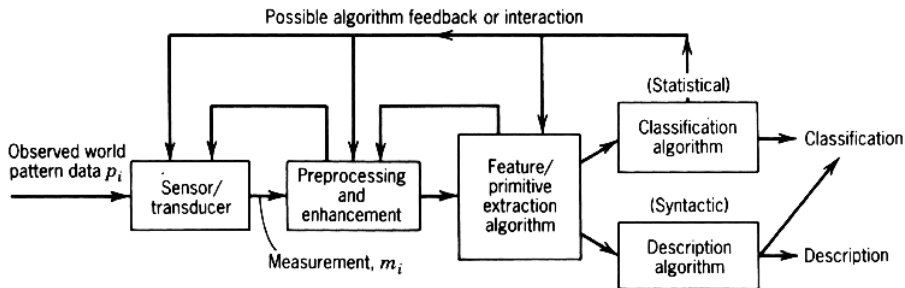 Possible algorithm feedback or interaction
(Statistical)
Classification
algorithm
Classification
Observed world
pattern data p_i
Sensor/
transducer
Preprocessing
and
enhancement
Feature/
primitive
extraction
algorithm
(Syntactic)
Description
algorithm
Description
Measurement, m_i